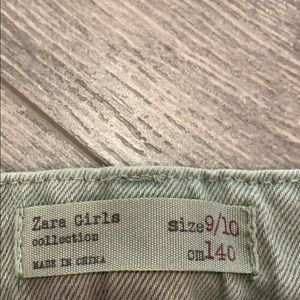 Zara Girls
collection
MADE IN CHINA
size 9/10
cm 140